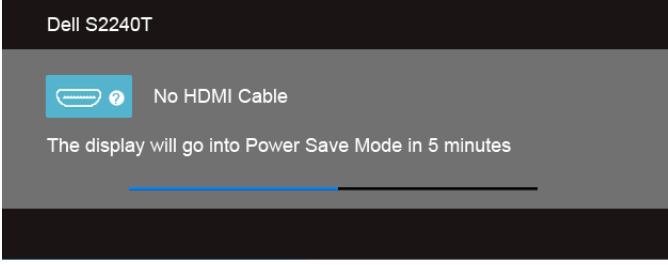 Dell S2240T
? No HDMI Cable
The display will go into Power Save Mode in 5 minutes